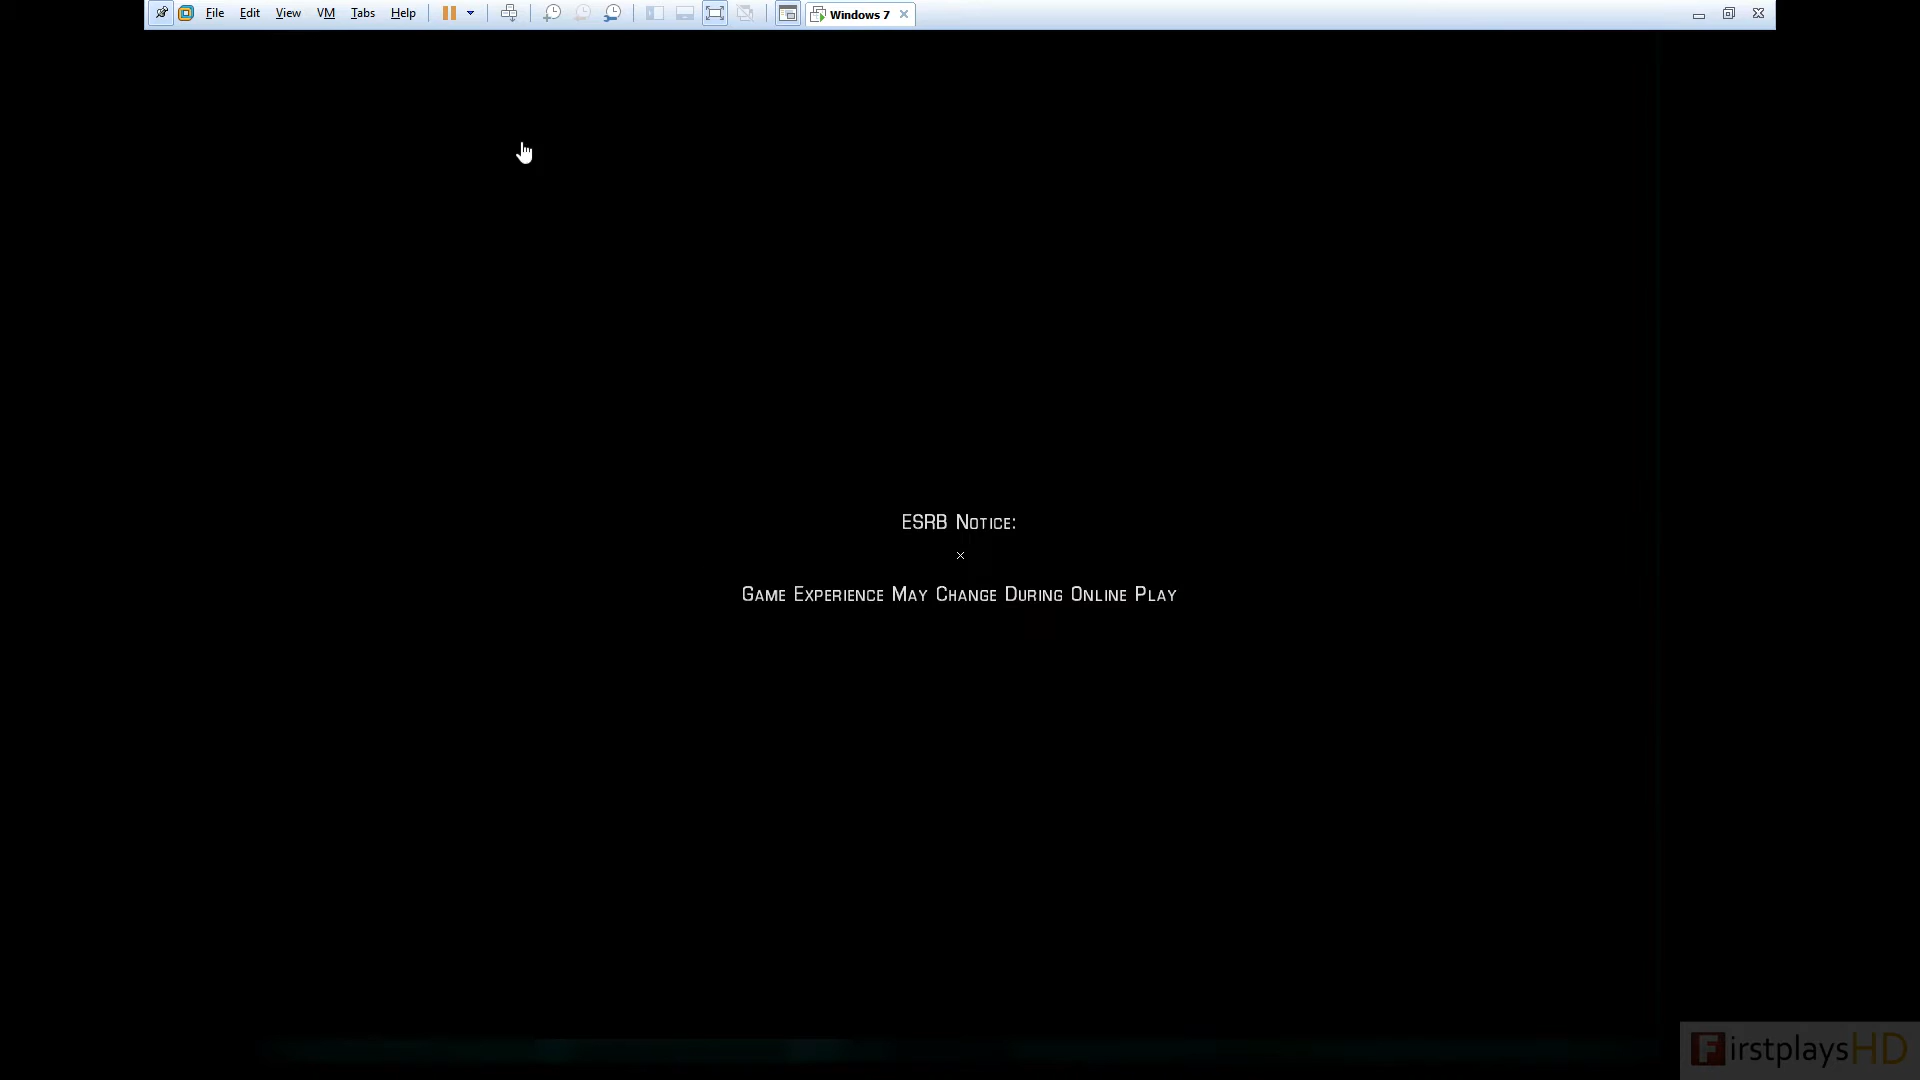 File Edit View VM Tabs Help Windows 7
ESRB Notice:
Game Experience May Change During Online Play
FirstplaysHD